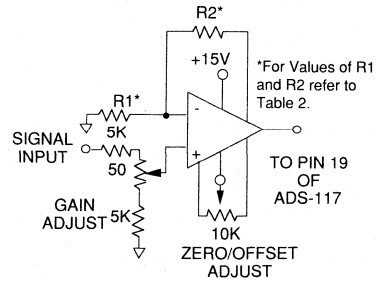 R2*
+15V
*For Values of R1
and R2 refer to
Table 2.
R1*
5K
-
SIGNAL
INPUT
50
+
TO PIN 19
OF
ADS-117
GAIN
ADJUST
5K
10K
ZERO/OFFSET
ADJUST